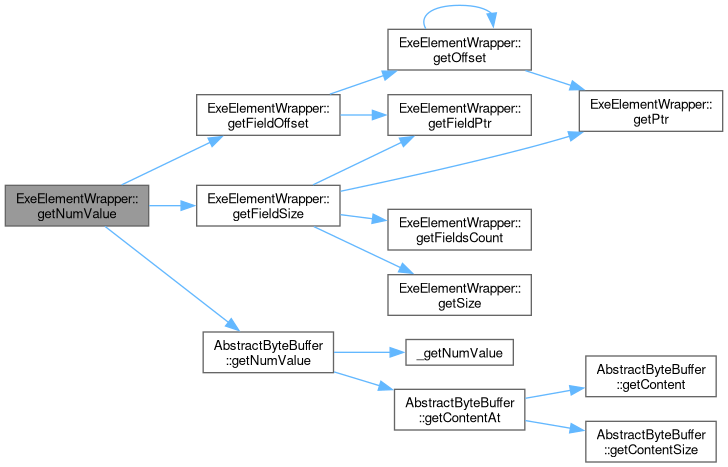 ExeElementWrapper::
getNumValue
ExeElementWrapper::
getFieldOffset
ExeElementWrapper::
getOffset
ExeElementWrapper::
getPtr
ExeElementWrapper::
getFieldPtr
ExeElementWrapper::
getFieldSize
ExeElementWrapper::
getFieldsCount
ExeElementWrapper::
getSize
AbstractByteBuffer
::getNumValue
_getNumValue
AbstractByteBuffer
::getContentAt
AbstractByteBuffer
::getContent
AbstractByteBuffer
::getContentSize